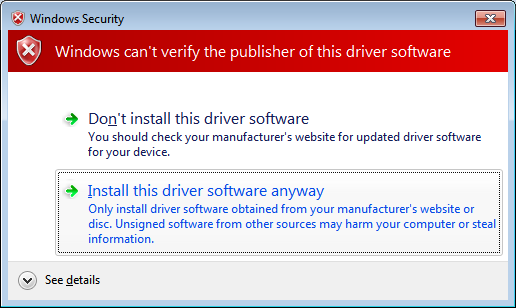 Windows Security
Windows can't verify the publisher of this driver software
Don't install this driver software
You should check your manufacturer's website for updated driver software
for your device.
Install this driver software anyway
Only install driver software obtained from your manufacturer's website or
disc. Unsigned software from other sources may harm your computer or steal
information.
See details